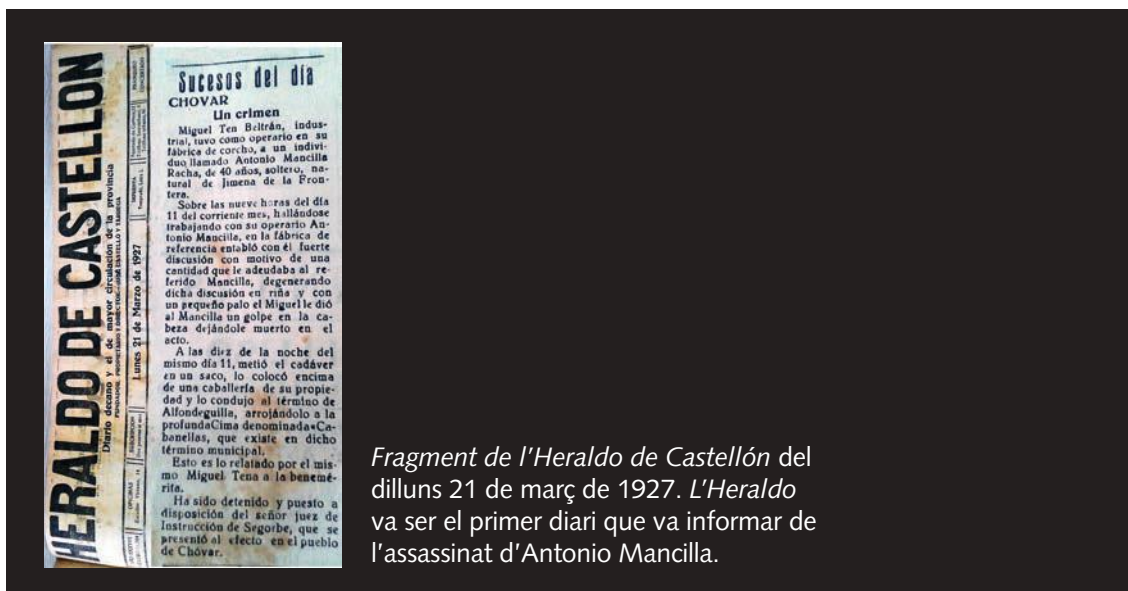 HERALDO DE CASTELLON
Diario decano y el de mayor circulación de la provincia
FUNDADOR, PROPIETARIO Y DIRECTOR—JOSÉ CASTELLÓ Y TÁRREGA
Lunes 21 de Marzo de 1927
Sucesos del día
CHOVAR
Un crimen
Miguel Ten Beltrán, indus-
trial, tuvo como operario en su
fábrica de corcho, a un indivi-
duo llamado Antonio Mancilla
Racha, de 40 años, soltero, na-
tural de Jimena de la Fron-
tera.
Sobre las nueve horas del día
11 del corriente mes, hallándose
trabajando con su operario An-
tonio Mancilla, en la fábrica de
referencia entabló con él fuerte
discusión con motivo de una
cantidad que le adeudaba al re-
ferido Mancilla, degenerando
dicha discusión en riña y con
un pequeño palo el Miguel le dió
al Mancilla un golpe en la ca-
beza dejándole muerto en el
acto.
A las diez de la noche del
mismo día 11, metió el cadáver
en un saco, lo colocó encima
de una caballería de su propie-
dad y lo condujo al término de
Alfondeguilla, arrojándolo a la
profundaCima denominada«Ca-
banellas, que existe en dicho
término municipal.
Esto es lo relatado por el mis-
mo Miguel Tena a la benemé-
rita.
Ha sido detenido y puesto a
disposición del señor juez de
Instrucción de Segorbe, que se
presentó al efecto en el pueblo
de Chóvar.
Fragment de l’Heraldo de Castellón del
dilluns 21 de març de 1927. L’Heraldo
va ser el primer diari que va informar de
l’assassinat d’Antonio Mancilla.